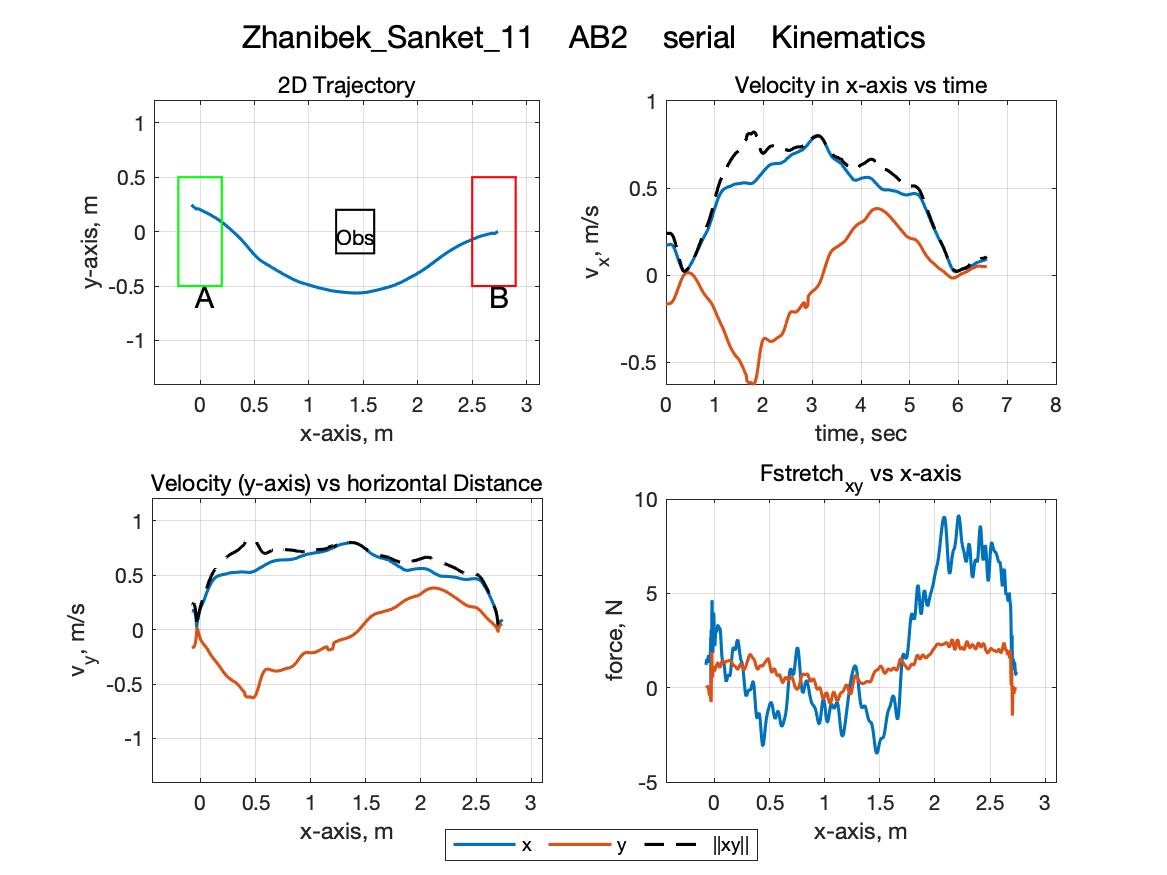 Zhanibek_Sanket_11 AB2 serial Kinematics
2D Trajectory
1
0.5
0
-0.5
-1
y-axis, m
Obs
A
B
0 0.5 1 1.5 2 2.5 3
x-axis, m
Velocity in x-axis vs time
1
0.5
0
-0.5
vx, m/s
0 1 2 3 4 5 6 7 8
time, sec
Velocity (y-axis) vs horizontal Distance
1
0.5
0
-0.5
-1
vy, m/s
0 0.5 1 1.5 2 2.5 3
x-axis, m
Fstretchxy vs x-axis
10
5
0
-5
force, N
0 0.5 1 1.5 2 2.5 3
x-axis, m
x y ||xy||